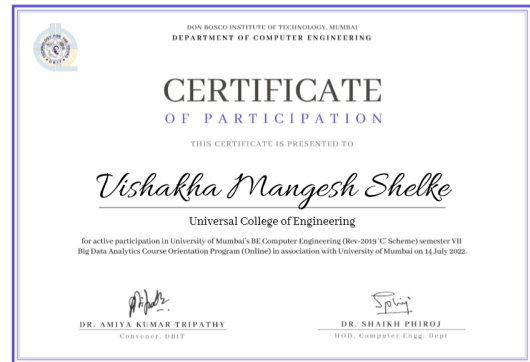 DON BOSCO INSTITUTE OF TECHNOLOGY, MUMBAI
DEPARTMENT OF COMPUTER ENGINEERING
CERTIFICATE
OF PARTICIPATION
THIS CERTIFICATE IS PRESENTED TO
Vishakha Mangesh Shelke
Universal College of Engineering
for active participation in University of Mumbai's BE Computer Engineering (Rev-2019 'C' Scheme) semester VII
Big Data Analytics Course Orientation Program (Online) in association with University of Mumbai on 14 July 2022.
DR. AMIYA KUMAR TRIPATHY
Convener, DBIT
DR. SHAIKH PHIROJ
HOD, Computer Engg. Dept